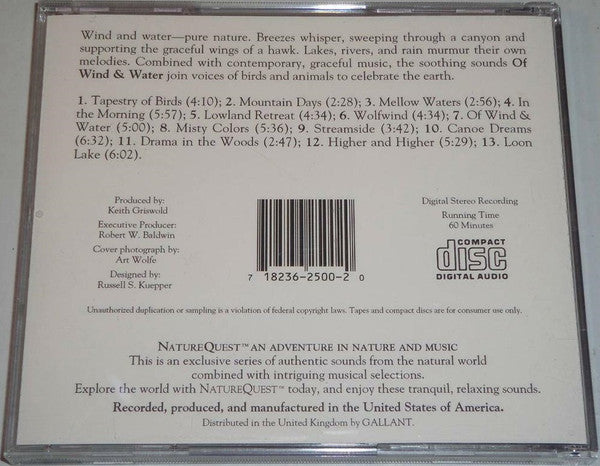 Wind and water—pure nature. Breezes whisper, sweeping through a canyon and
supporting the graceful wings of a hawk. Lakes, rivers, and rain murmur their own
melodies. Combined with contemporary, graceful music, the soothing sounds Of
Wind & Water join voices of birds and animals to celebrate the earth.
1. Tapestry of Birds (4:10); 2. Mountain Days (2:28); 3. Mellow Waters (2:56); 4. In
the Morning (5:57); 5. Lowland Retreat (4:34); 6. Wolfwind (4:34); 7. Of Wind &
Water (5:00); 8. Misty Colors (5:36); 9. Streamside (3:42); 10. Canoe Dreams
(6:32); 11. Drama in the Woods (2:47); 12. Higher and Higher (5:29); 13. Loon
Lake (6:02).
Produced by:
Keith Griswold
Executive Producer:
Robert W. Baldwin
Cover photography by:
Art Wolfe
Designed by:
Russell S. Kuepper
7 18236-2500-2 0
Digital Stereo Recording
Running Time
60 Minutes
COMPACT
disc
DIGITAL AUDIO
Unauthorized duplication or sampling is a violation of federal copyright laws. Tapes and compact discs are for consumer use only.
NATUREQUEST™ AN ADVENTURE IN NATURE AND MUSIC
This is an exclusive series of authentic sounds from the natural world
combined with intriguing musical selections.
Explore the world with NATUREQUEST™ today, and enjoy these tranquil, relaxing sounds.
Recorded, produced, and manufactured in the United States of America.
Distributed in the United Kingdom by GALLANT.